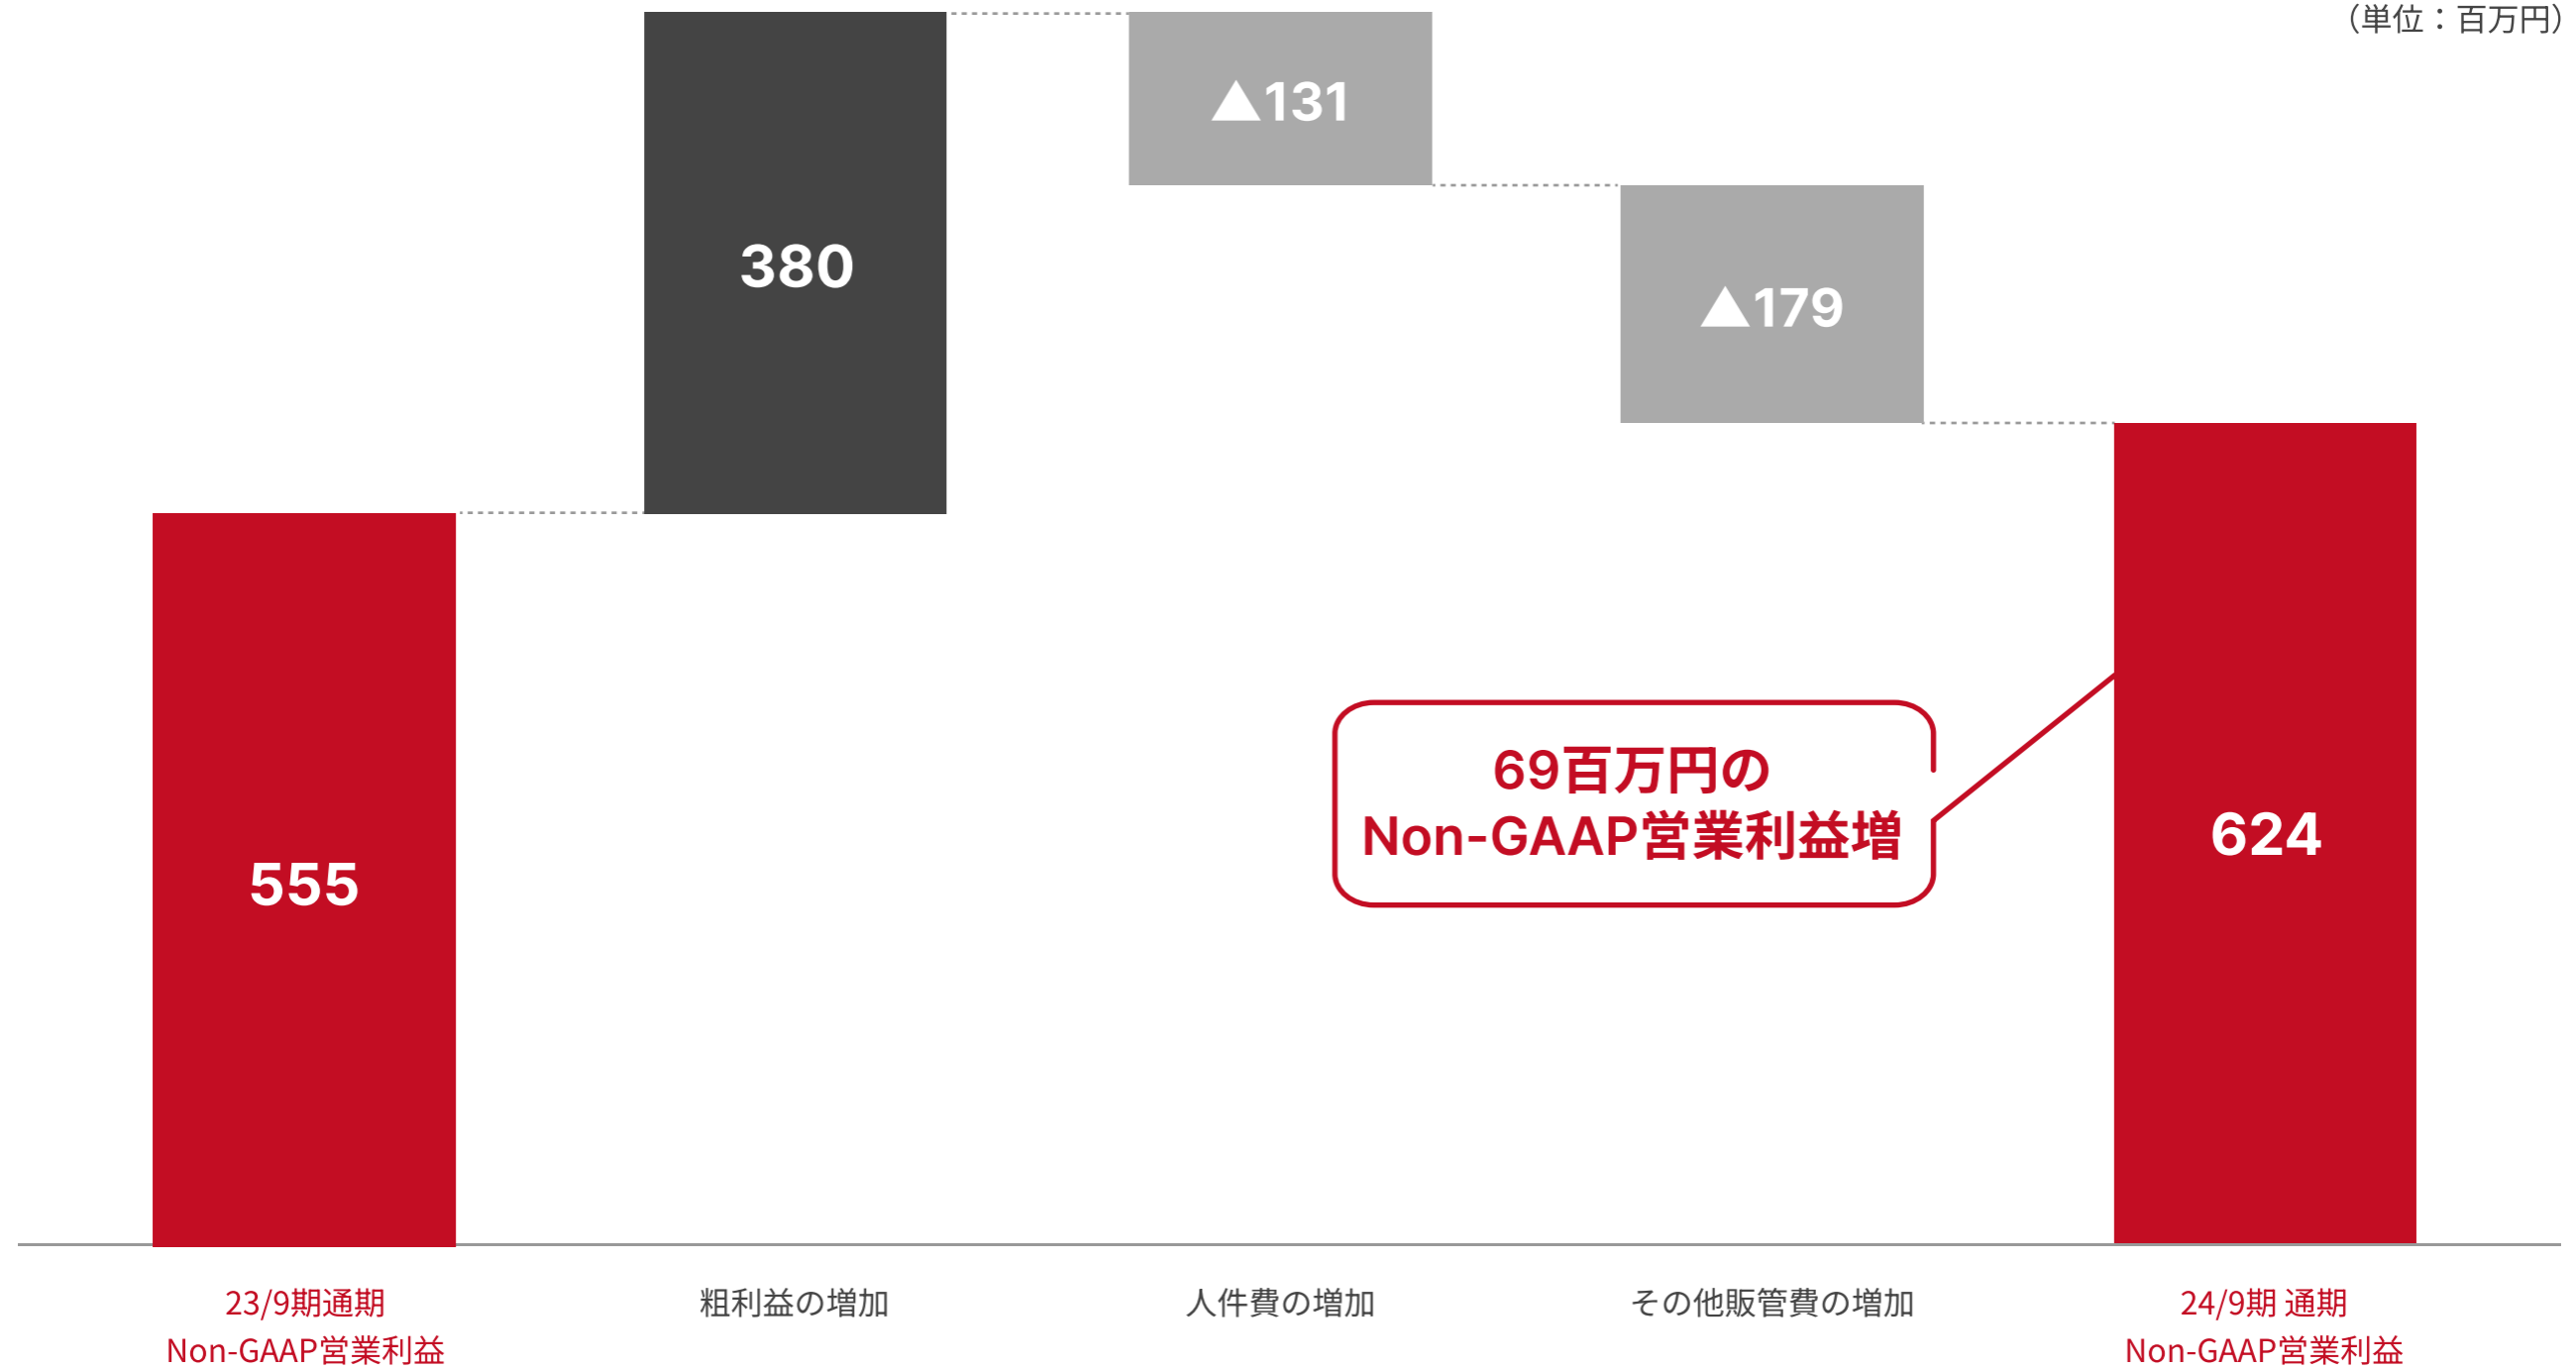 （単位：百万円）
380
▲131
▲179
555
69百万円の
Non-GAAP営業利益増
624
23/9期通期
Non-GAAP営業利益
粗利益の増加
人件費の増加
その他販管費の増加
24/9期 通期
Non-GAAP営業利益